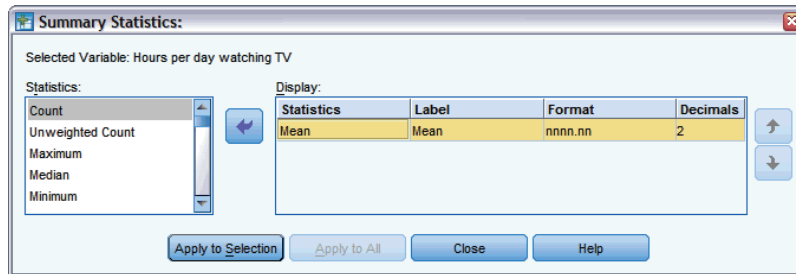 Summary Statistics:
Selected Variable: Hours per day watching TV
Statistics:
Display:
Count
Unweighted Count
Maximum
Median
Minimum
Statistics Label Format Decimals
Mean Mean nnnn.nn 2
Apply to Selection Apply to All Close Help